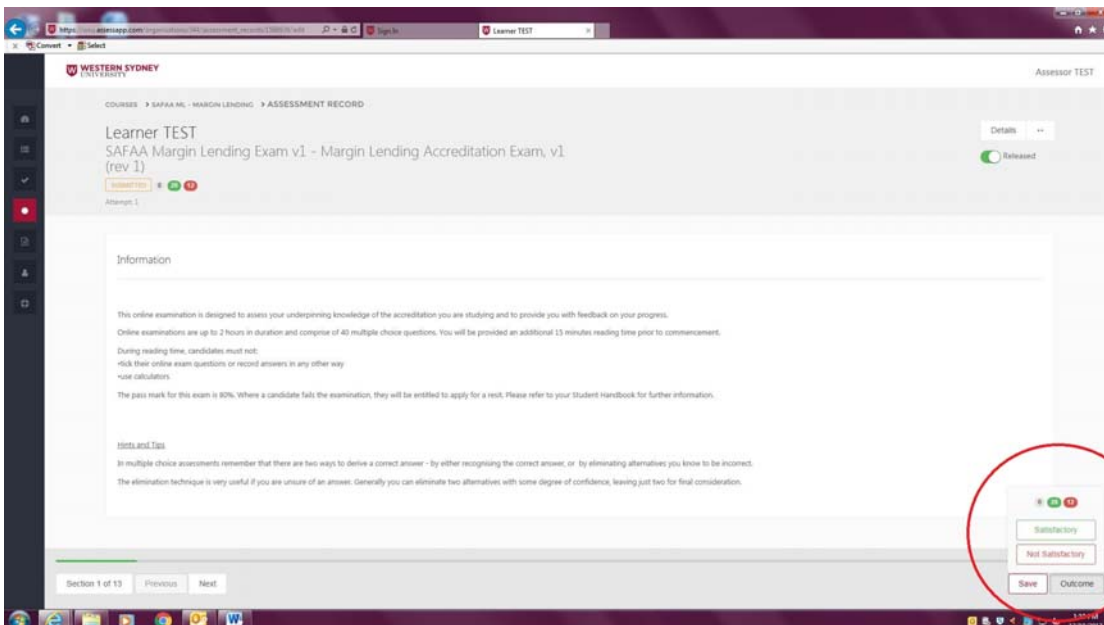 Sign In
Learner TEST
Convert
Select
WESTERN SYDNEY
UNIVERSITY
Assessor TEST
COURSES > SAFAA ML - MARGIN LENDING > ASSESSMENT RECORD
Learner TEST
Details
SAFAA Margin Lending Exam v1 - Margin Lending Accreditation Exam, v1
(rev 1)
Released
SUBMITTED 0 28 12
Attempt 1
Information
This online examination is designed to assess your underpinning knowledge of the accreditation you are studying and to provide you with feedback on your progress.
Online examinations are up to 2 hours in duration and comprise of 40 multiple choice questions. You will be provided an additional 15 minutes reading time prior to commencement.
During reading time, candidates must not:
•tick their online exam questions or record answers in any other way
•use calculators
The pass mark for this exam is 80%. Where a candidate fails the examination, they will be entitled to apply for a resit. Please refer to your Student Handbook for further information.
Hints and Tips
In multiple choice assessments remember that there are two ways to derive a correct answer - by either recognising the correct answer, or by eliminating alternatives you know to be incorrect.
The elimination technique is very useful if you are unsure of an answer. Generally you can eliminate two alternatives with some degree of confidence, leaving just two for final consideration.
0 28 12
Satisfactory
Not Satisfactory
Section 1 of 13 Previous Next
Save Outcome